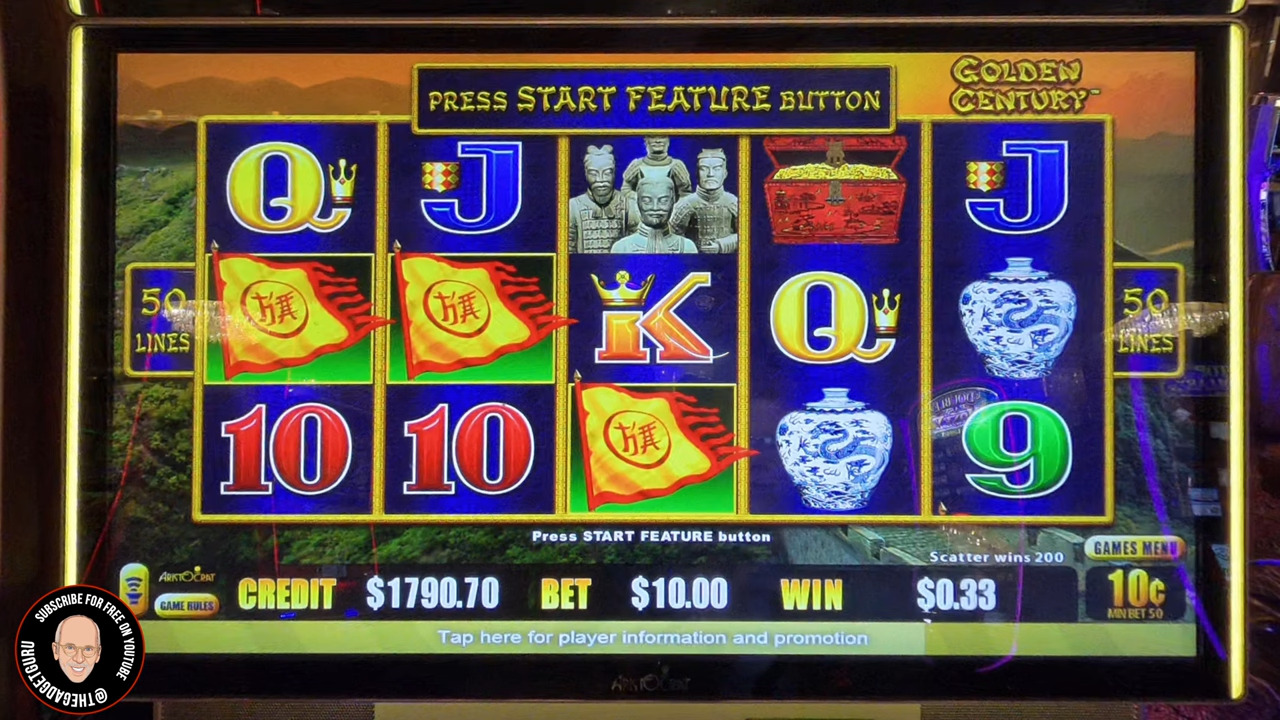 GOLDEN
CENTURY™
PRESS START FEATURE BUTTON
Q J J
50
LINES
旗 旗
K Q
50
LINES
10 10
旗
9
Press START FEATURE button
Scatter wins 200
GAMES MENU
ARISTOCRAT
GAME RULES
CREDIT $1790.70 BET $10.00 WIN $0.33
10¢
MIN BET 50
Tap here for player information and promotion
ARISTOCRAT
SUBSCRIBE FOR FREE ON YOUTUBE
@THEGADGETGURU